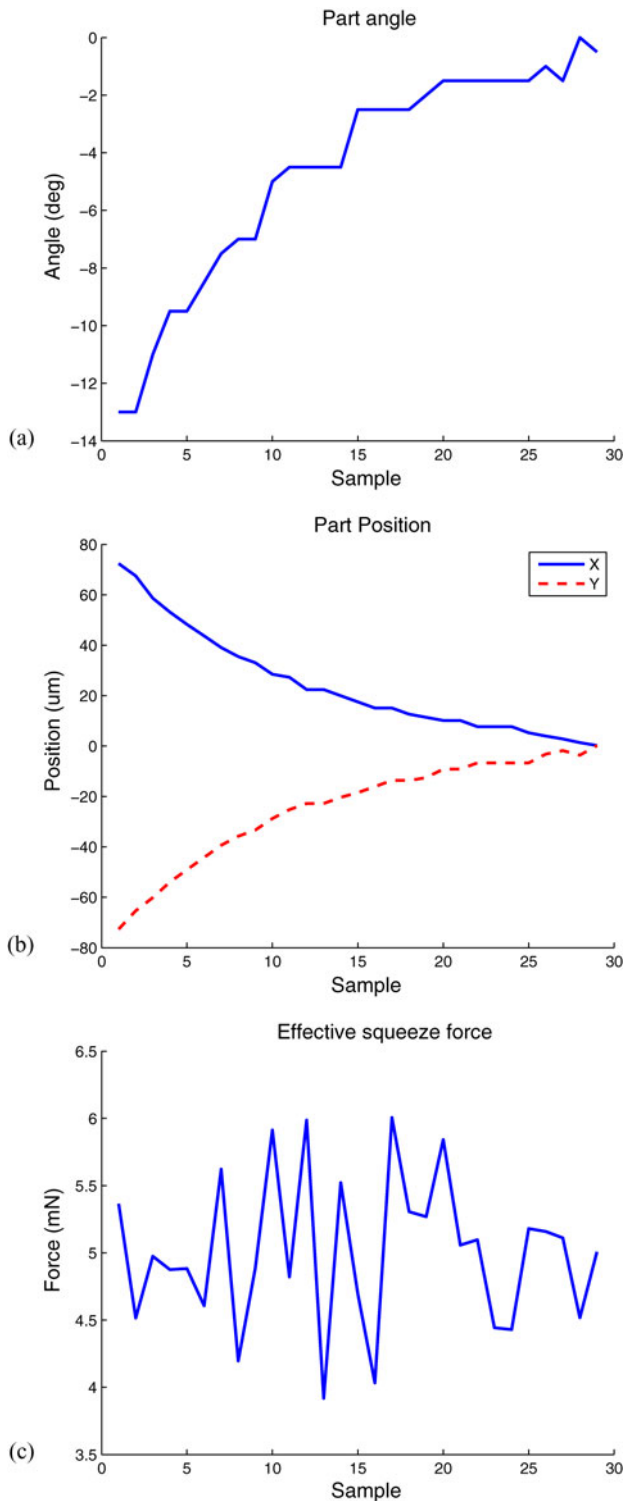 Part angle
0
−2
−4
−6
−8
−10
−12
−14
Angle (deg)
(a)
0 5 10 15 20 25 30
Sample
Part Position
80
60
40
20
0
−20
−40
−60
−80
Position (um)
X
Y
(b)
0 5 10 15 20 25 30
Sample
Effective squeeze force
6.5
6
5.5
5
4.5
4
3.5
Force (mN)
(c)
0 5 10 15 20 25 30
Sample